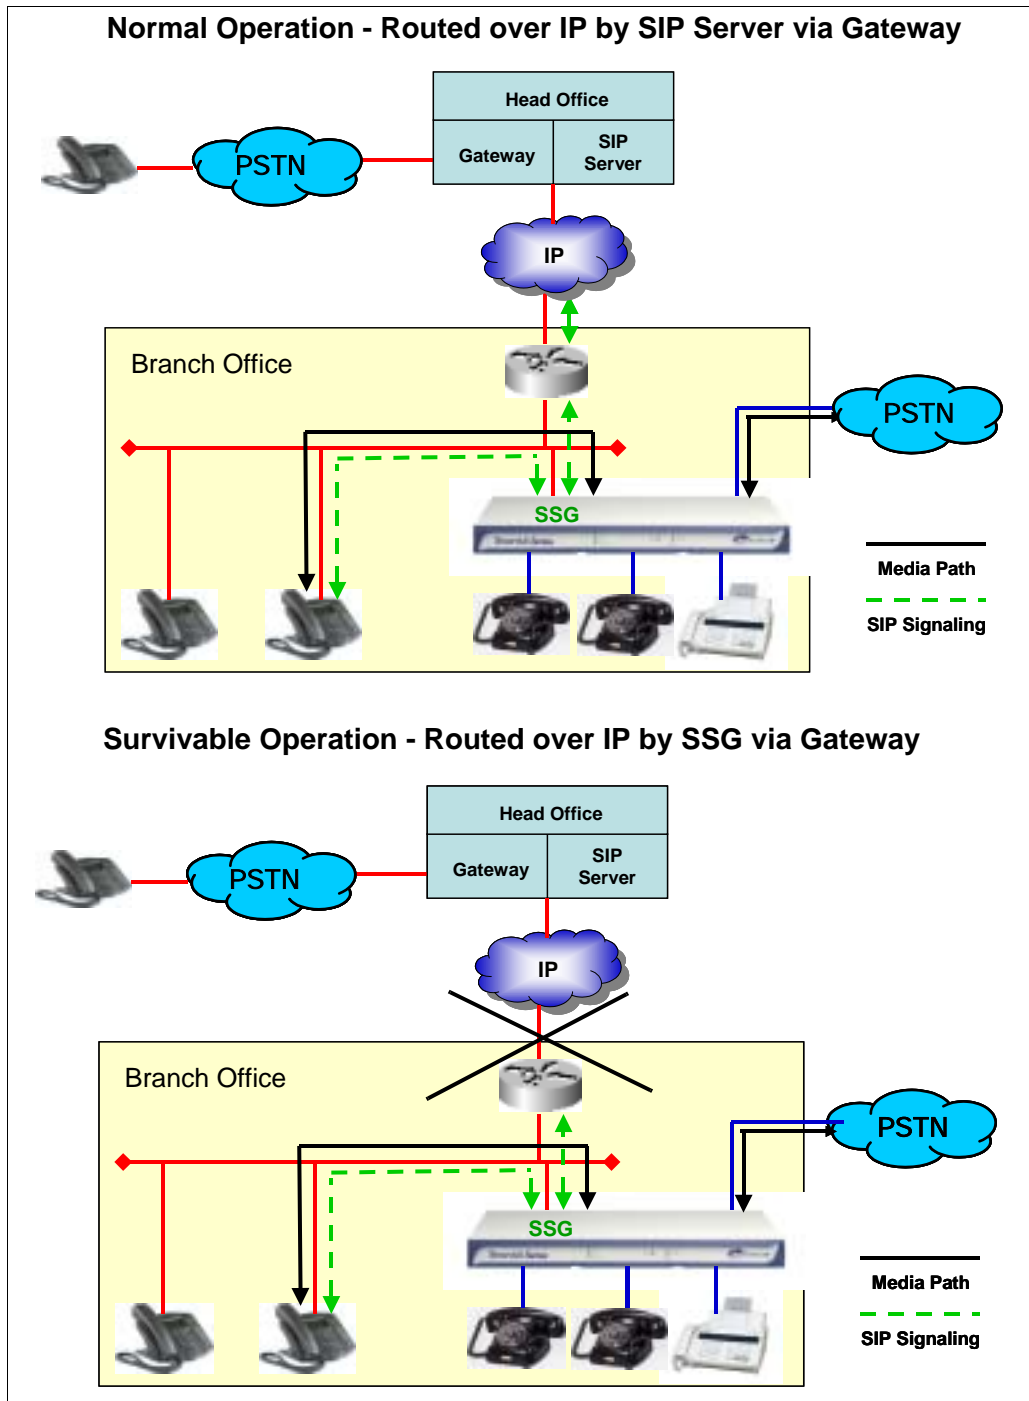 Normal Operation - Routed over IP by SIP Server via Gateway
Head Office
Gateway
SIP
Server
PSTN
IP
Branch Office
PSTN
SSG
Media Path
SIP Signaling
Survivable Operation - Routed over IP by SSG via Gateway
Head Office
Gateway
SIP
Server
PSTN
IP
Branch Office
PSTN
SSG
Media Path
SIP Signaling